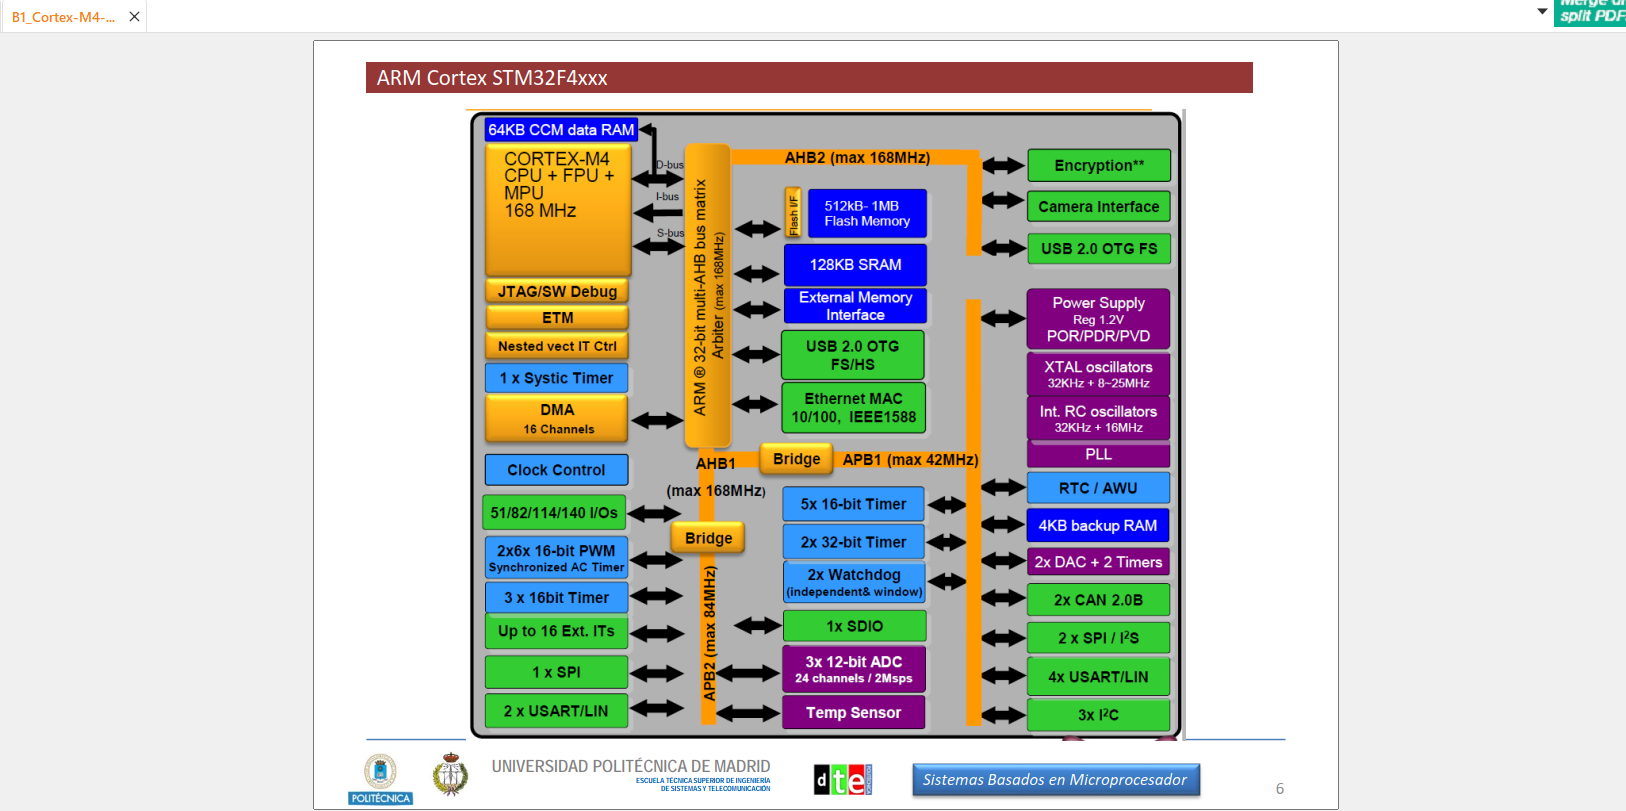 B1_Cortex-M4-...
split PDF
ARM Cortex STM32F4xxx
64KB CCM data RAM
CORTEX-M4
CPU + FPU +
MPU
168 MHz
D-bus
I-bus
S-bus
JTAG/SW Debug
ETM
Nested vect IT Ctrl
1 x Systic Timer
DMA
16 Channels
Clock Control
51/82/114/140 I/Os
2x6x 16-bit PWM
Synchronized AC Timer
3 x 16bit Timer
Up to 16 Ext. ITs
1 x SPI
2 x USART/LIN
ARM ® 32-bit multi-AHB bus matrix
Arbiter (max 168MHz)
AHB2 (max 168MHz)
Flash I/F
512kB- 1MB
Flash Memory
128KB SRAM
External Memory
Interface
USB 2.0 OTG
FS/HS
Ethernet MAC
10/100, IEEE1588
AHB1
(max 168MHz)
Bridge
APB1 (max 42MHz)
Bridge
APB2 (max 84MHz)
5x 16-bit Timer
2x 32-bit Timer
2x Watchdog
(independent& window)
1x SDIO
3x 12-bit ADC
24 channels / 2Msps
Temp Sensor
Encryption**
Camera Interface
USB 2.0 OTG FS
Power Supply
Reg 1.2V
POR/PDR/PVD
XTAL oscillators
32KHz + 8~25MHz
Int. RC oscillators
32KHz + 16MHz
PLL
RTC / AWU
4KB backup RAM
2x DAC + 2 Timers
2x CAN 2.0B
2 x SPI / I²S
4x USART/LIN
3x I²C
POLITÉCNICA
UNIVERSIDAD POLITÉCNICA DE MADRID
ESCUELA TÉCNICA SUPERIOR DE INGENIERÍA
DE SISTEMAS Y TELECOMUNICACIÓN
dte
Sistemas Basados en Microprocesador
6